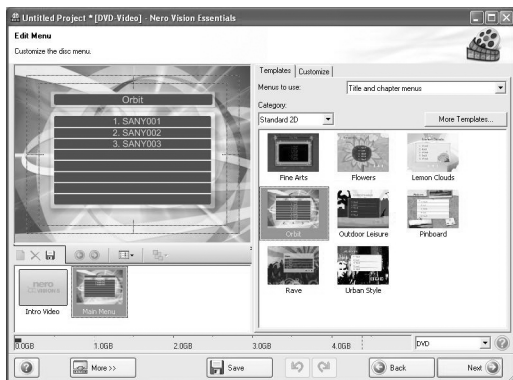 Untitled Project *[DVD-Video] - Nero Vision Essentials
Edit Menu
Customize the disc menu.
Orbit
1. SANY001
2. SANY002
3. SANY003
Templates
Customize
Menus to use:
Title and chapter menus
Category:
Standard 2D
More Templates...
Fine Arts
Flowers
Lemon Clouds
Orbit
Outdoor Leisure
Pinboard
Rave
Urban Style
nero
Intro Video
Main Menu
0.0GB
1.0GB
2.0GB
3.0GB
4.0GB
DVD
More >>
Save
Back
Next